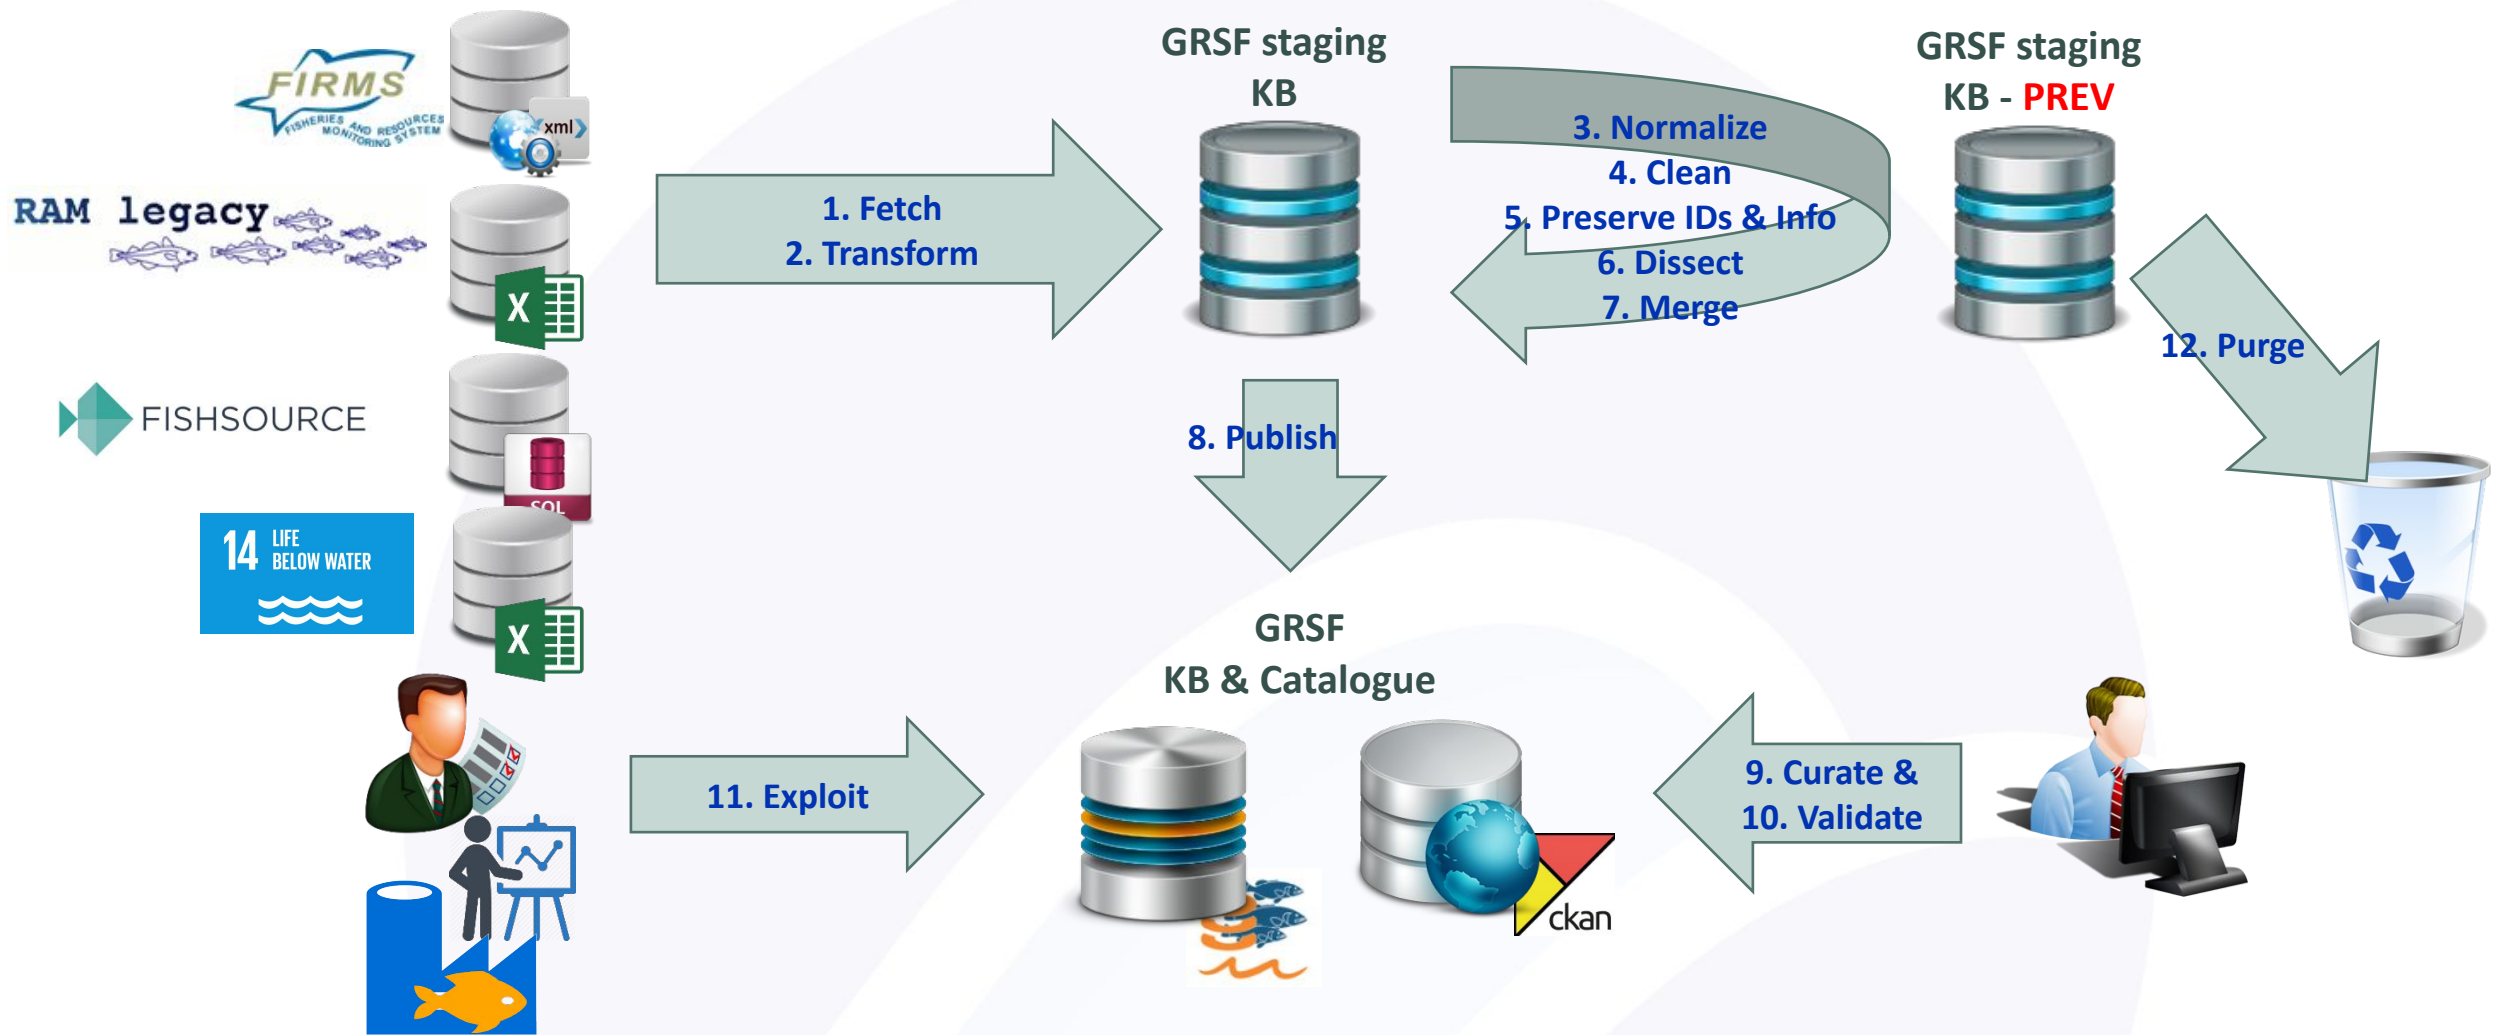 FIRMS
FISHERIES AND RESOURCES
MONITORING SYSTEM
xml
RAM legacy
X
FISHSOURCE
SQL
14 LIFE
BELOW WATER
X
1. Fetch
2. Transform
GRSF staging
KB
3. Normalize
4. Clean
5. Preserve IDs & Info
6. Dissect
7. Merge
GRSF staging
KB - PREV
12. Purge
8. Publish
GRSF
KB & Catalogue
ckan
9. Curate &
10. Validate
11. Exploit